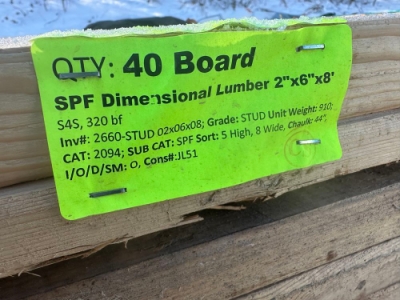 QTY: 40 Board
SPF Dimensional Lumber 2"x6"x8'
S4S, 320 bf
Inv#: 2660-STUD 02x06x08; Grade: STUD Unit Weight: 910;
CAT: 2094; SUB CAT: SPF Sort: 5 High, 8 Wide, Chaulk: 44",
I/O/D/SM: O. Cons#:JL51